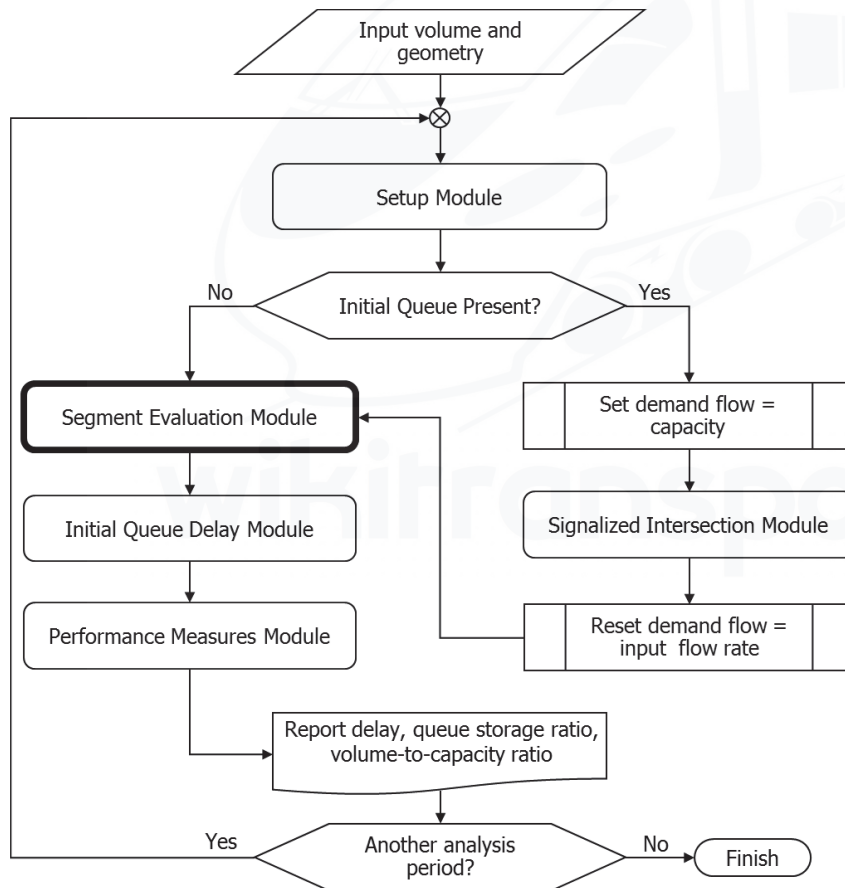 Input volume and
geometry
Setup Module
No
Initial Queue Present?
Yes
Segment Evaluation Module
Set demand flow =
capacity
Initial Queue Delay Module
Signalized Intersection Module
Performance Measures Module
Reset demand flow =
input flow rate
Report delay, queue storage ratio,
volume-to-capacity ratio
Yes
Another analysis
period?
No
Finish